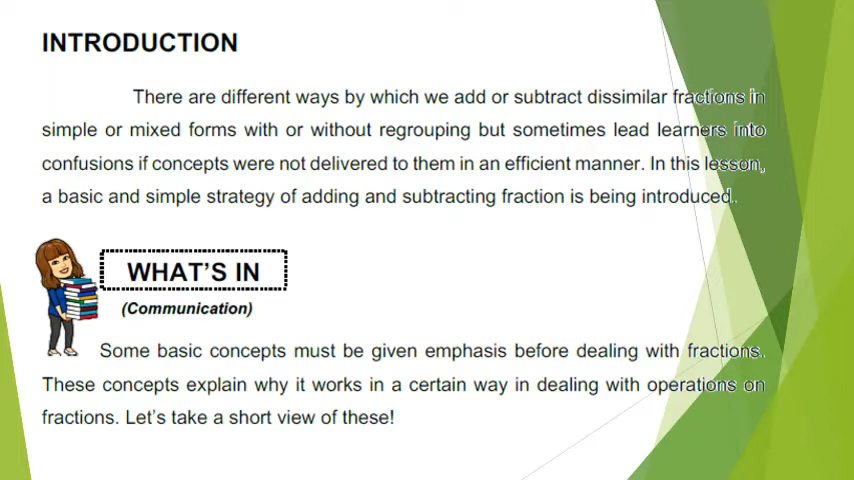 INTRODUCTION
There are different ways by which we add or subtract dissimilar fractions in
simple or mixed forms with or without regrouping but sometimes lead learners into
confusions if concepts were not delivered to them in an efficient manner. In this lesson,
a basic and simple strategy of adding and subtracting fraction is being introduced.
WHAT'S IN
(Communication)
Some basic concepts must be given emphasis before dealing with fractions.
These concepts explain why it works in a certain way in dealing with operations on
fractions. Let's take a short view of these!